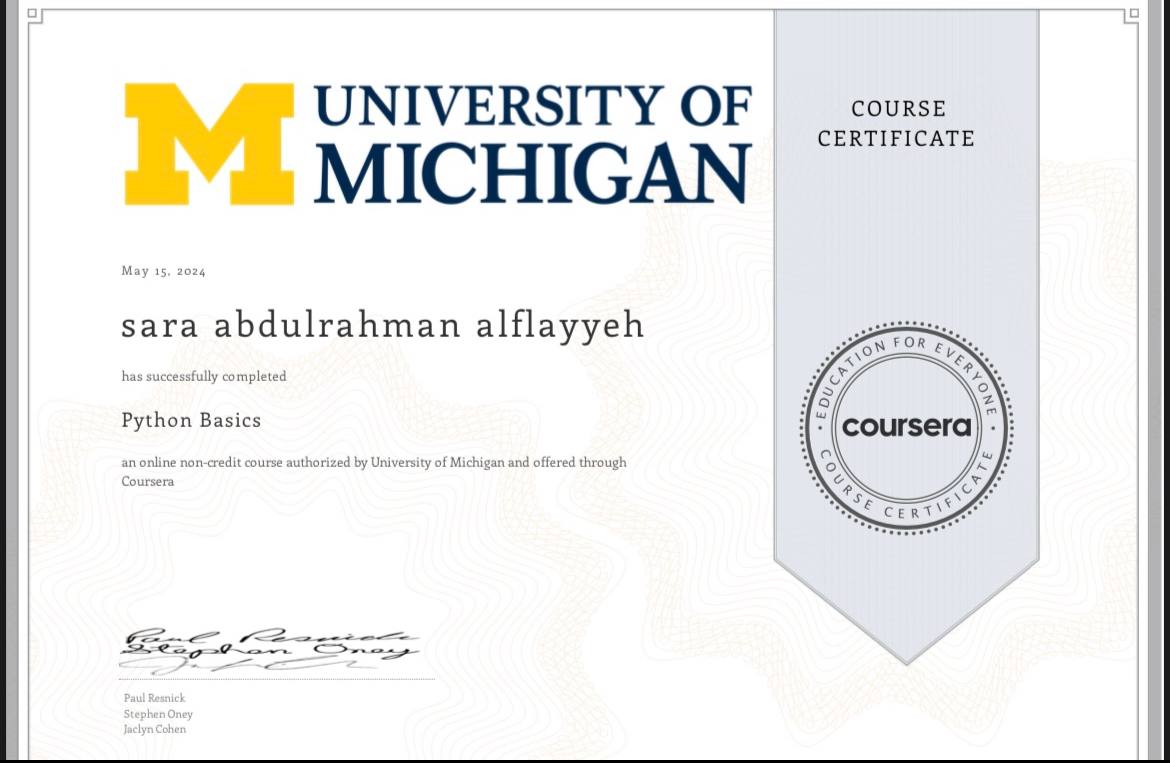 UNIVERSITY OF
MICHIGAN
COURSE
CERTIFICATE
May 15, 2024
sara abdulrahman alflayyeh
has successfully completed
Python Basics
an online non-credit course authorized by University of Michigan and offered through
Coursera
EDUCATION FOR EVERYONE
coursera
COURSE CERTIFICATE
Paul Resnick
Stephen Oney
Paul Resnick
Stephen Oney
Jaclyn Cohen